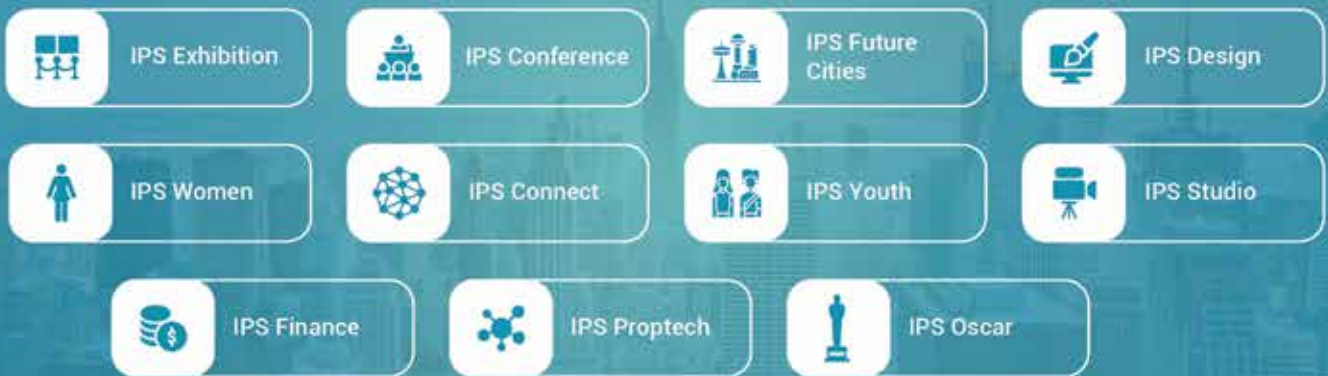 IPS Exhibition
IPS Conference
IPS Future
Cities
IPS Design
IPS Women
IPS Connect
IPS Youth
IPS Studio
IPS Finance
IPS Proptech
IPS Oscar